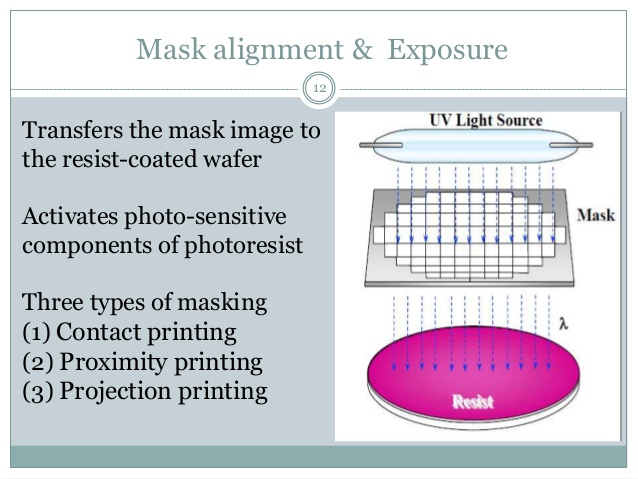 Mask alignment & Exposure
12
Transfers the mask image to
the resist-coated wafer
Activates photo-sensitive
components of photoresist
Three types of masking
(1) Contact printing
(2) Proximity printing
(3) Projection printing
UV Light Source
Mask
λ
Resist